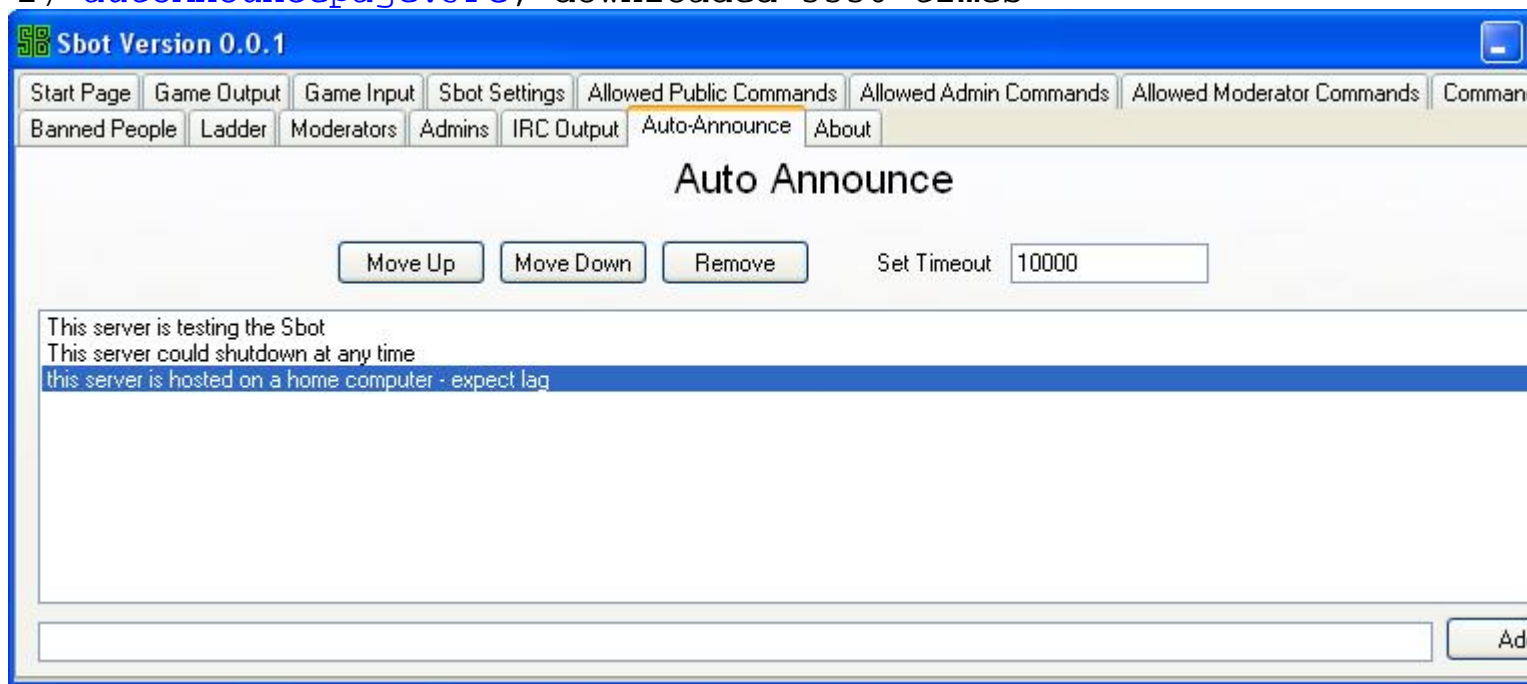 Sbot Version 0.0.1
Start Page Game Output Game Input Sbot Settings Allowed Public Commands Allowed Admin Commands Allowed Moderator Commands
Banned People Ladder Moderators Admins IRC Output Auto-Announce About
Auto Announce
Move Up Move Down Remove Set Timeout 10000
This server is testing the Sbot
This server could shutdown at any time
this server is hosted on a home computer - expect lag